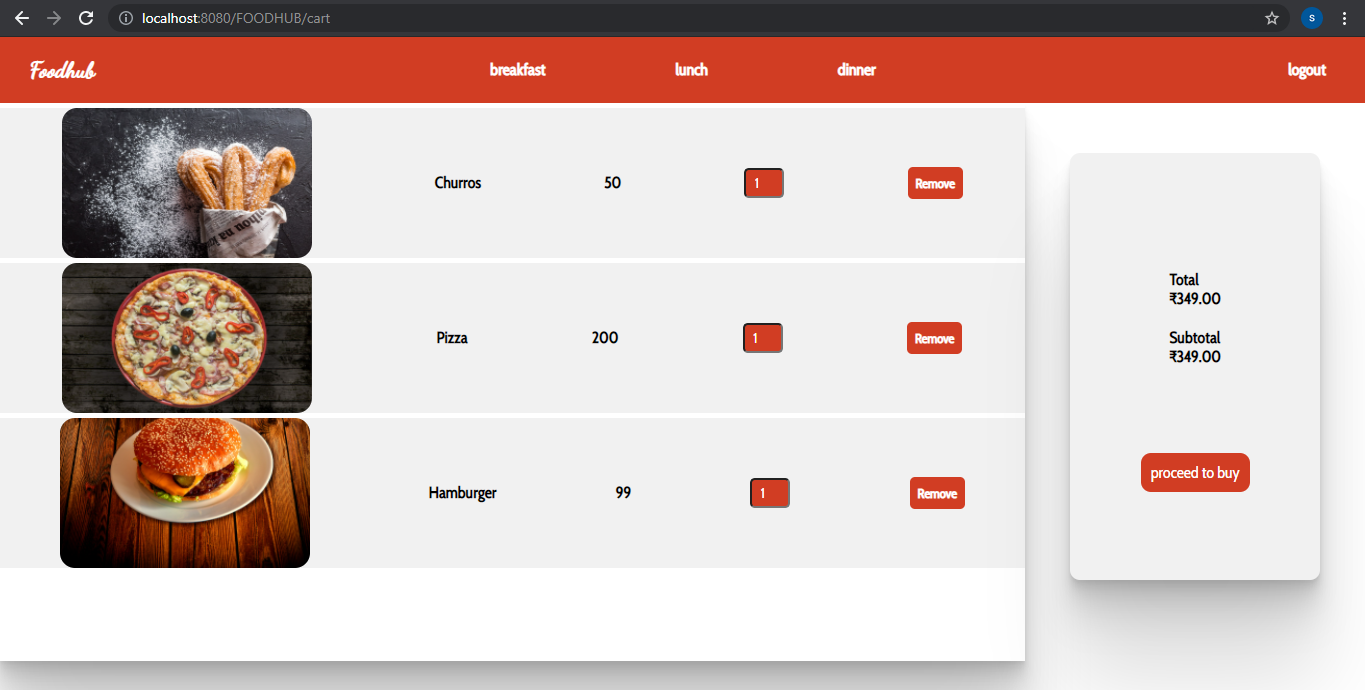 localhost:8080/FOODHUB/cart
S
Foodhub
breakfast
lunch
dinner
logout
Churros
50
1
Remove
Pizza
200
1
Remove
Hamburger
99
1
Remove
Total
₹349.00
Subtotal
₹349.00
proceed to buy